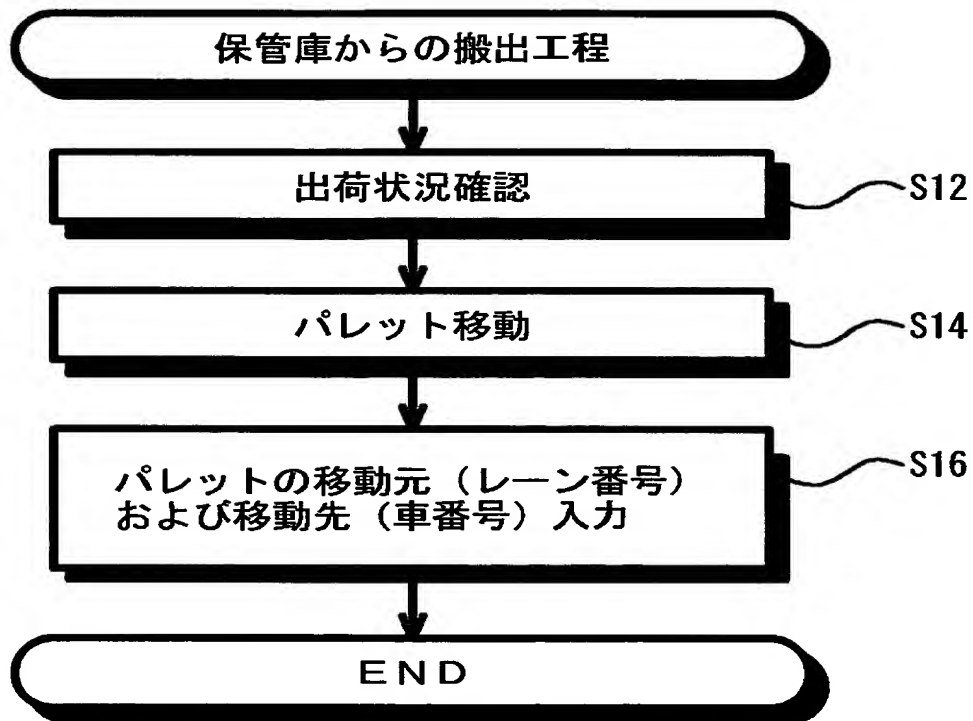 保管庫からの搬出工程
出荷状況確認
S12
パレット移動
S14
パレットの移動元（レーン番号）
および移動先（車番号）入力
S16
END